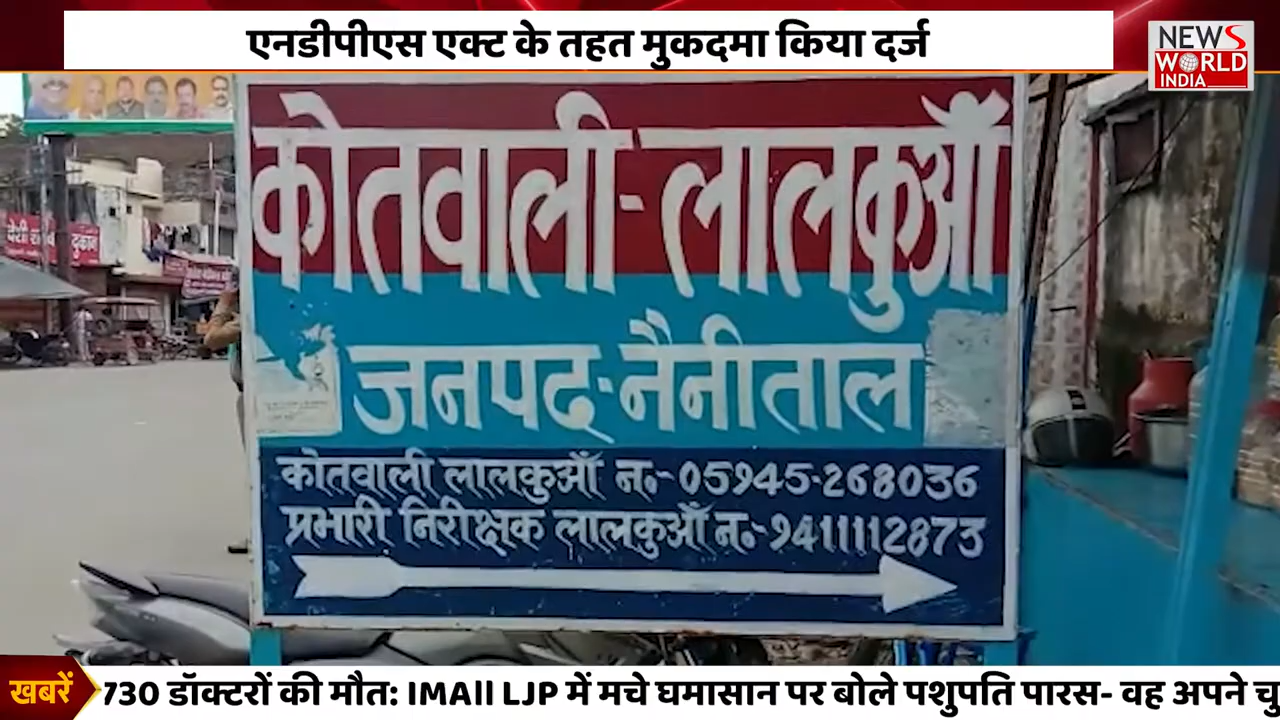 एनडीपीएस एक्ट के तहत मुकदमा किया दर्ज
NEWS
WORLD
INDIA
कोतवाली-लालकुआँ
जनपद-नैनीताल
कोतवाली लालकुआँ न.-05945-268036
प्रभारी निरीक्षक लालकुआँ न.-9411112873
खबरें
730 डॉक्टरों की मौत: IMAll LJP में मचे घमासान पर बोले पशुपति पारस- वह अपने चु